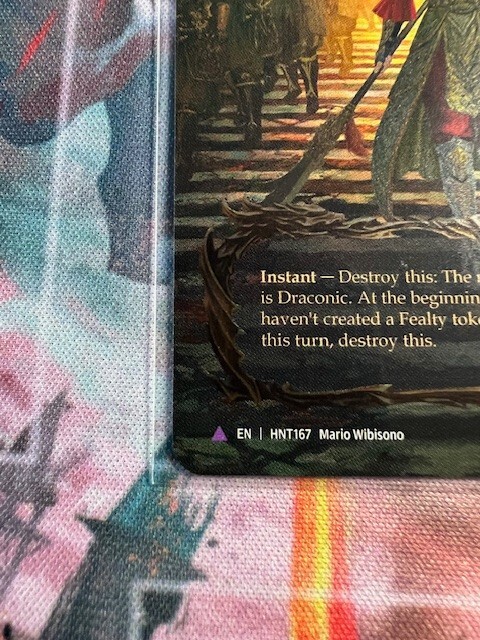 Instant — Destroy this: The
is Draconic. At the beginnin
haven't created a Fealty tok
this turn, destroy this.
EN | HNT167 Mario Wibisono